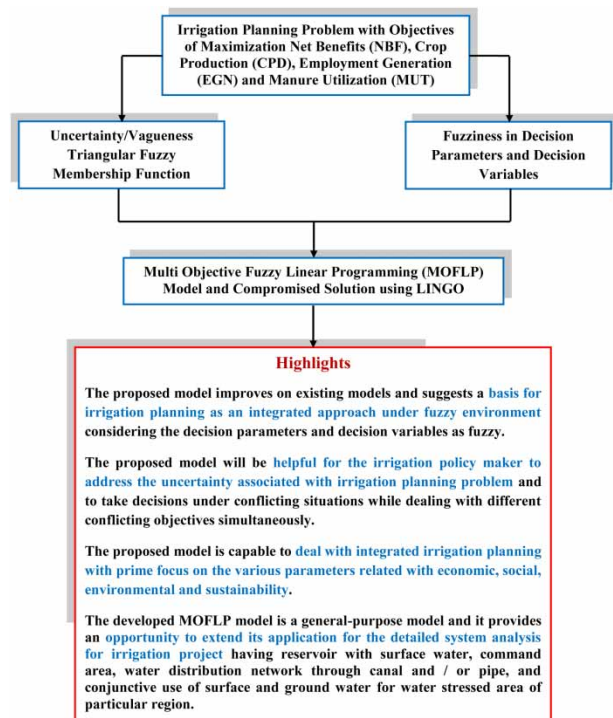 Irrigation Planning Problem with Objectives
of Maximization Net Benefits (NBF), Crop
Production (CPD), Employment Generation
(EGN) and Manure Utilization (MUT)
Uncertainty/Vagueness
Triangular Fuzzy
Membership Function
Fuzziness in Decision
Parameters and Decision
Variables
Multi Objective Fuzzy Linear Programming (MOFLP)
Model and Compromised Solution using LINGO
Highlights
The proposed model improves on existing models and suggests a basis for
irrigation planning as an integrated approach under fuzzy environment
considering the decision parameters and decision variables as fuzzy.
The proposed model will be helpful for the irrigation policy maker to
address the uncertainty associated with irrigation planning problem and
to take decisions under conflicting situations while dealing with different
conflicting objectives simultaneously.
The proposed model is capable to deal with integrated irrigation planning
with prime focus on the various parameters related with economic, social,
environmental and sustainability.
The developed MOFLP model is a general-purpose model and it provides
an opportunity to extend its application for the detailed system analysis
for irrigation project having reservoir with surface water, command
area, water distribution network through canal and / or pipe, and
conjunctive use of surface and ground water for water stressed area of
particular region.